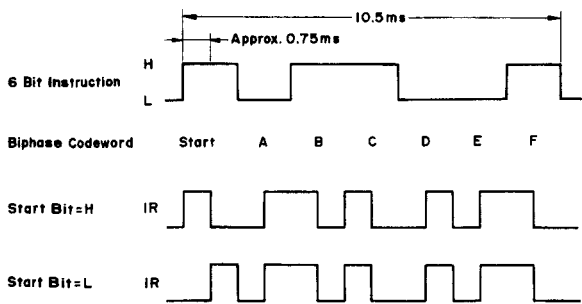 10.5ms
Approx. 0.75ms
H
6 Bit Instruction
L
Biphase Codeword Start A B C D E F
Start Bit=H IR
Start Bit=L IR